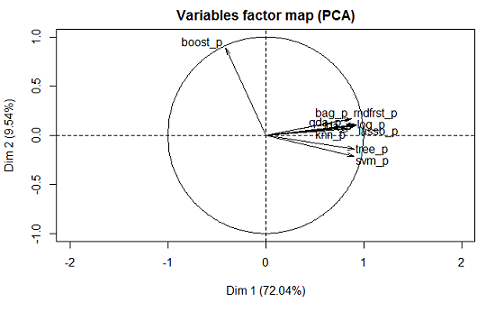 Variables factor map (PCA)
Dim 2 (9.54%)
1.0
0.5
0.0
-0.5
-1.0
boost_p
bag_p
rndfrst_p
qda_p
log_p
lasso_p
knn_p
tree_p
svm_p
-2
-1
0
1
2
Dim 1 (72.04%)